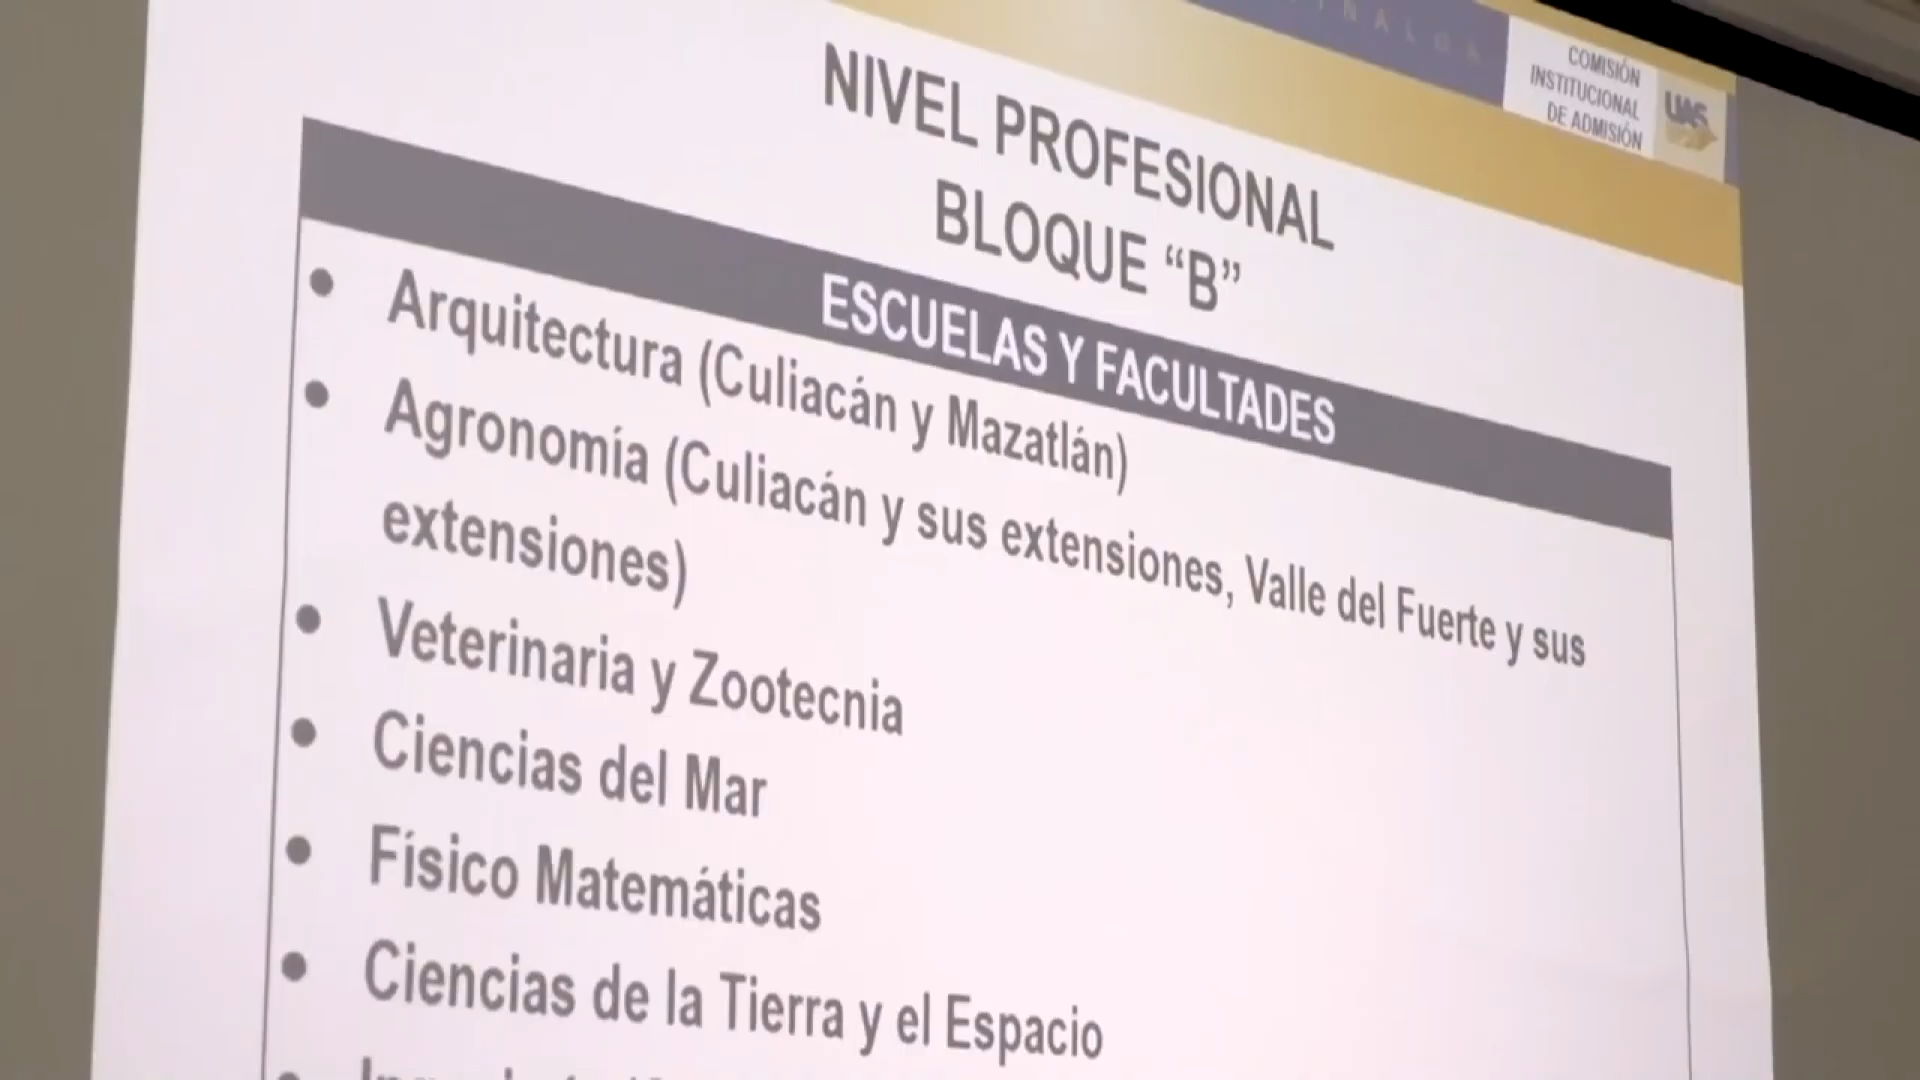 COMISIÓN
INSTITUCIONAL
DE ADMISIÓN
UAS
NIVEL PROFESIONAL
BLOQUE “B”
ESCUELAS Y FACULTADES
• Arquitectura (Culiacán y Mazatlán)
• Agronomía (Culiacán y sus extensiones, Valle del Fuerte y sus
extensiones)
• Veterinaria y Zootecnia
• Ciencias del Mar
• Físico Matemáticas
• Ciencias de la Tierra y el Espacio